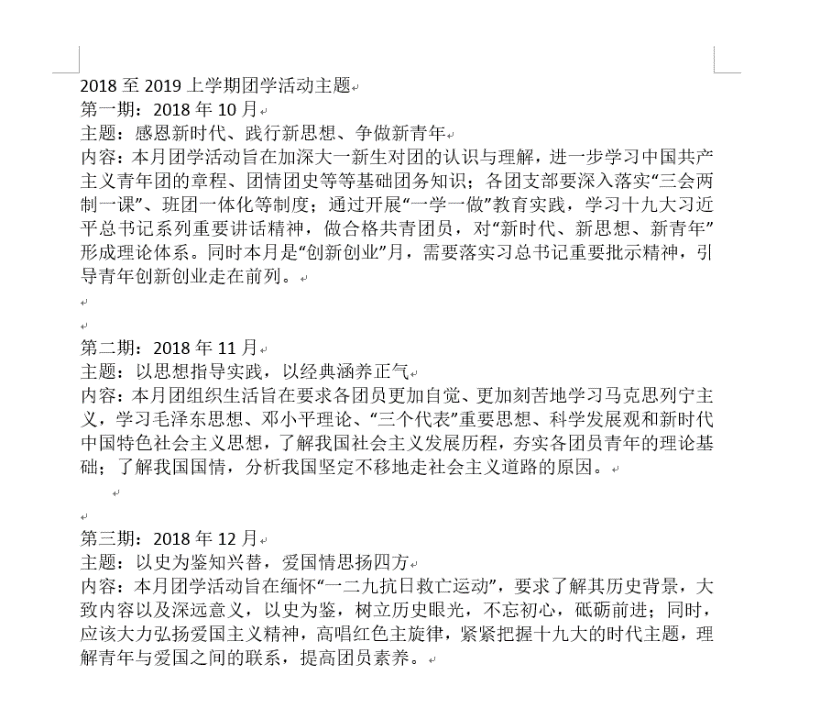 2018 至 2019 上学期团学活动主题
第一期：2018 年 10 月
主题：感恩新时代、践行新思想、争做新青年
内容：本月团学活动旨在加深大一新生对团的认识与理解，进一步学习中国共产
主义青年团的章程、团情团史等等基础团务知识；各团支部要深入落实“三会两
制一课”、班团一体化等制度；通过开展“一学一做”教育实践，学习十九大习近
平总书记系列重要讲话精神，做合格共青团员，对“新时代、新思想、新青年”
形成理论体系。同时本月是“创新创业”月，需要落实习总书记重要批示精神，引
导青年创新创业走在前列。
第二期：2018 年 11 月
主题：以思想指导实践，以经典涵养正气
内容：本月团组织生活旨在要求各团员更加自觉、更加刻苦地学习马克思列宁主
义，学习毛泽东思想、邓小平理论、“三个代表”重要思想、科学发展观和新时代
中国特色社会主义思想，了解我国社会主义发展历程，夯实各团员青年的理论基
础；了解我国国情，分析我国坚定不移地走社会主义道路的原因。
第三期：2018 年 12 月
主题：以史为鉴知兴替，爱国情思扬四方
内容：本月团学活动旨在缅怀“一二九抗日救亡运动”，要求了解其历史背景，大
致内容以及深远意义，以史为鉴，树立历史眼光，不忘初心，砥砺前进；同时，
应该大力弘扬爱国主义精神，高唱红色主旋律，紧紧把握十九大的时代主题，理
解青年与爱国之间的联系，提高团员素养。